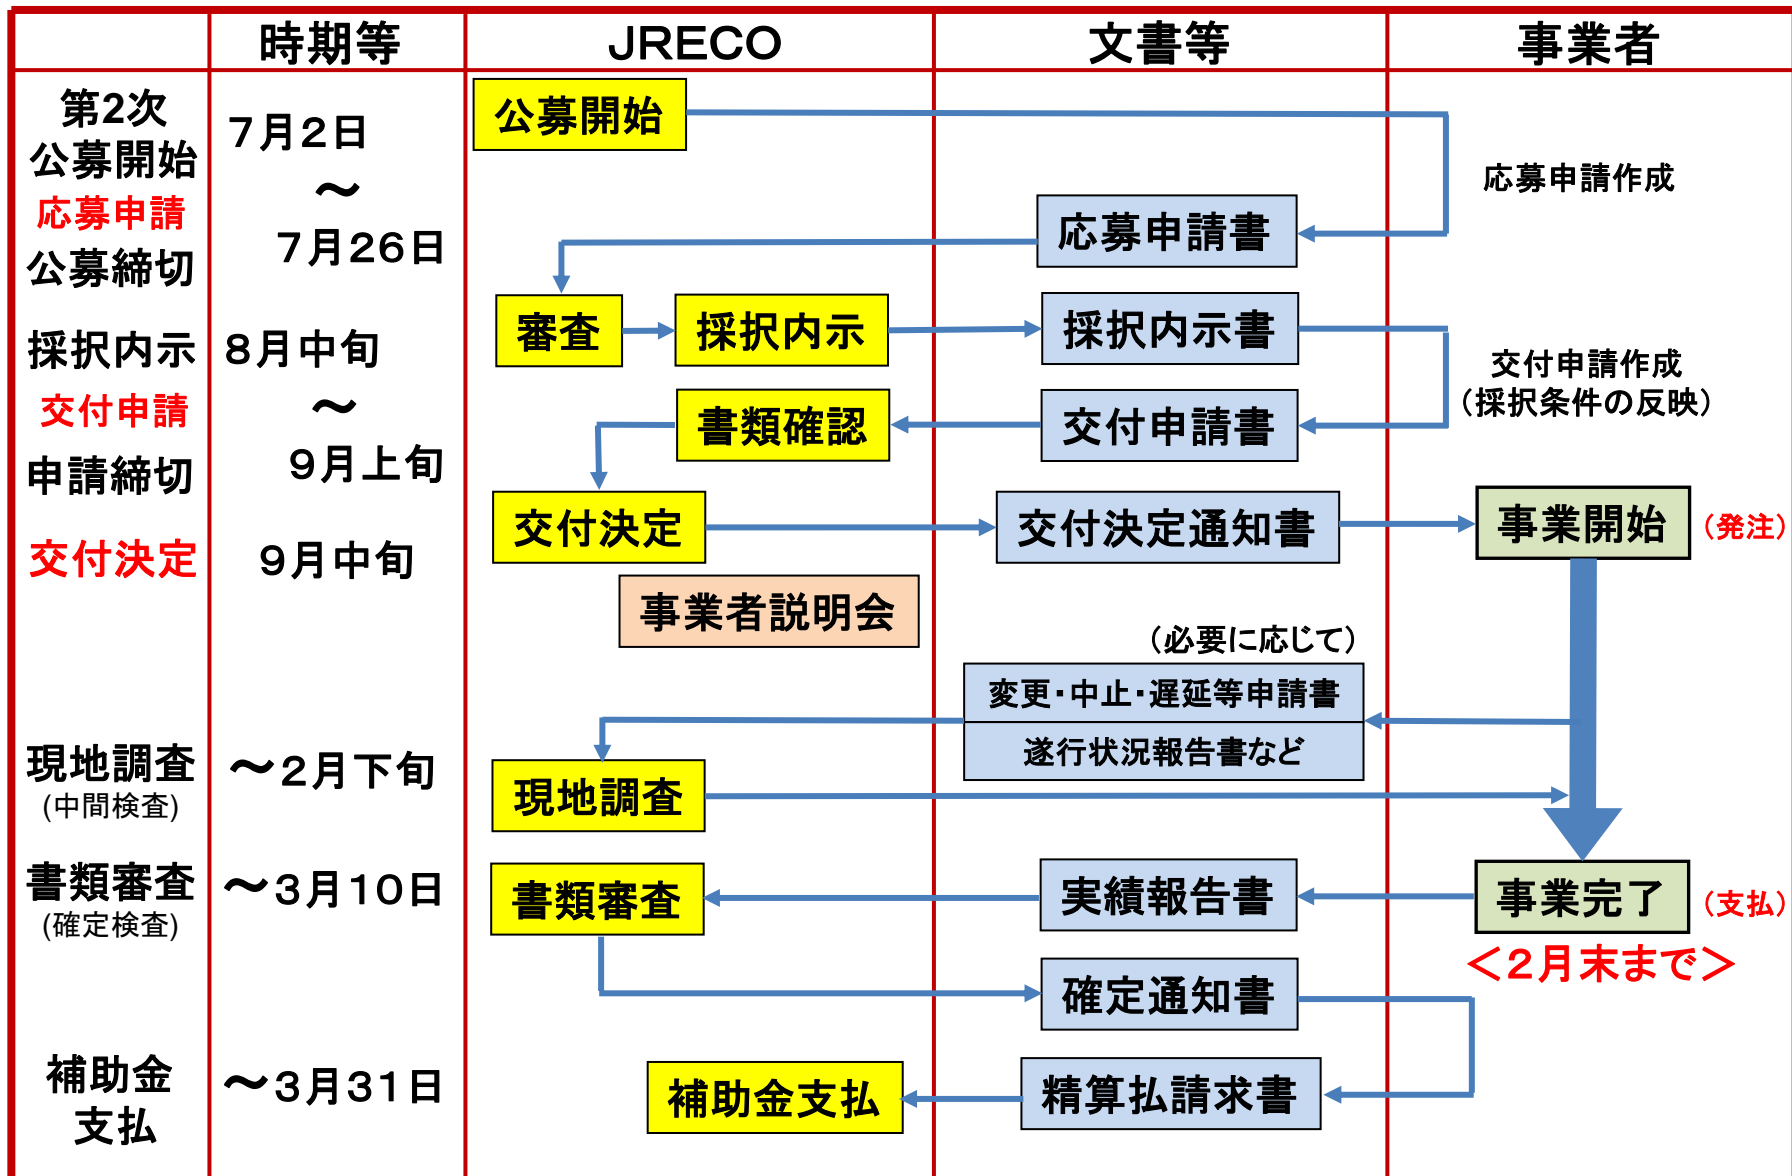 時期等
JRECO
文書等
事業者
第2次
公募開始
応募申請
公募締切
7月2日
～
7月26日
公募開始
応募申請作成
応募申請書
採択内示
交付申請
申請締切
8月中旬
～
9月上旬
審査
採択内示
採択内示書
交付申請作成
(採択条件の反映)
書類確認
交付申請書
交付決定
9月中旬
交付決定
交付決定通知書
事業開始
(発注)
事業者説明会
(必要に応じて)
変更・中止・遅延等申請書
遂行状況報告書など
現地調査
(中間検査)
～2月下旬
現地調査
書類審査
(確定検査)
～3月10日
書類審査
実績報告書
事業完了
(支払)
＜2月末まで＞
確定通知書
補助金
支払
～3月31日
補助金支払
精算払請求書